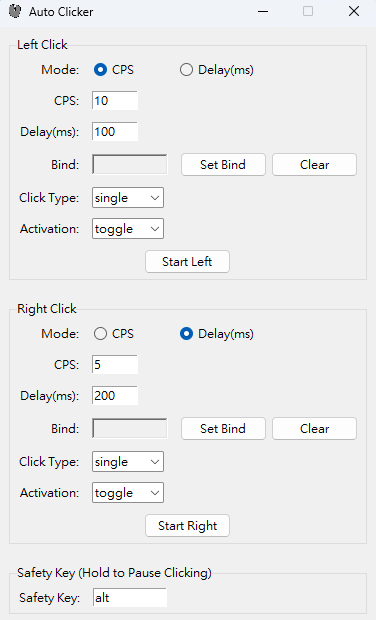 Auto Clicker
Left Click
Mode: CPS Delay(ms)
CPS: 10
Delay(ms): 100
Bind: Set Bind Clear
Click Type: single
Activation: toggle
Start Left
Right Click
Mode: CPS Delay(ms)
CPS: 5
Delay(ms): 200
Bind: Set Bind Clear
Click Type: single
Activation: toggle
Start Right
Safety Key (Hold to Pause Clicking)
Safety Key: alt